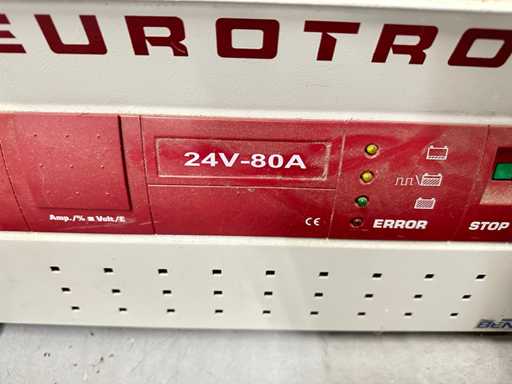 EUROTRO
24V-80A
Amp./% ≅ Volt/E
CE
ERROR
STOP